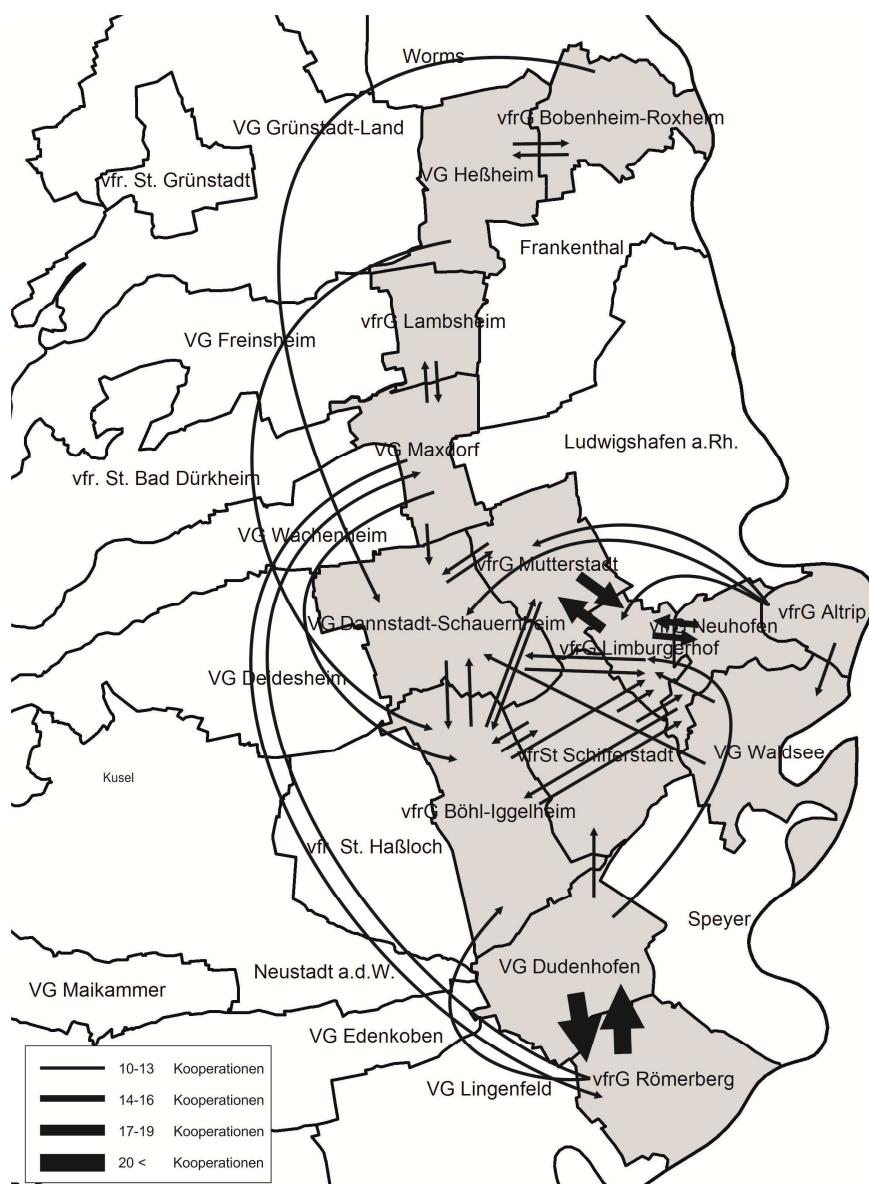 Worms
vfrG Bobenheim-Roxheim
VG Grünstadt-Land
VG Heßheim
vfr. St. Grünstadt
Frankenthal
vfrG Lambsheim
VG Freinsheim
Ludwigshafen a.Rh.
VG Maxdorf
vfr. St. Bad Dürkheim
VG Wachenheim
vfrG Mutterstadt
vfrG Altrip
VG Dannstadt-Schauernheim
vfrG Neuhofen
vfrG Limburgerhof
VG Deidesheim
VG Waldsee
vfrSt Schifferstadt
Kusel
vfrG Böhl-Iggelheim
vfr. St. Haßloch
Speyer
VG Dudenhofen
Neustadt a.d.W.
VG Maikammer
VG Edenkoben
vfrG Römerberg
VG Lingenfeld
10-13 Kooperationen
14-16 Kooperationen
17-19 Kooperationen
20 < Kooperationen